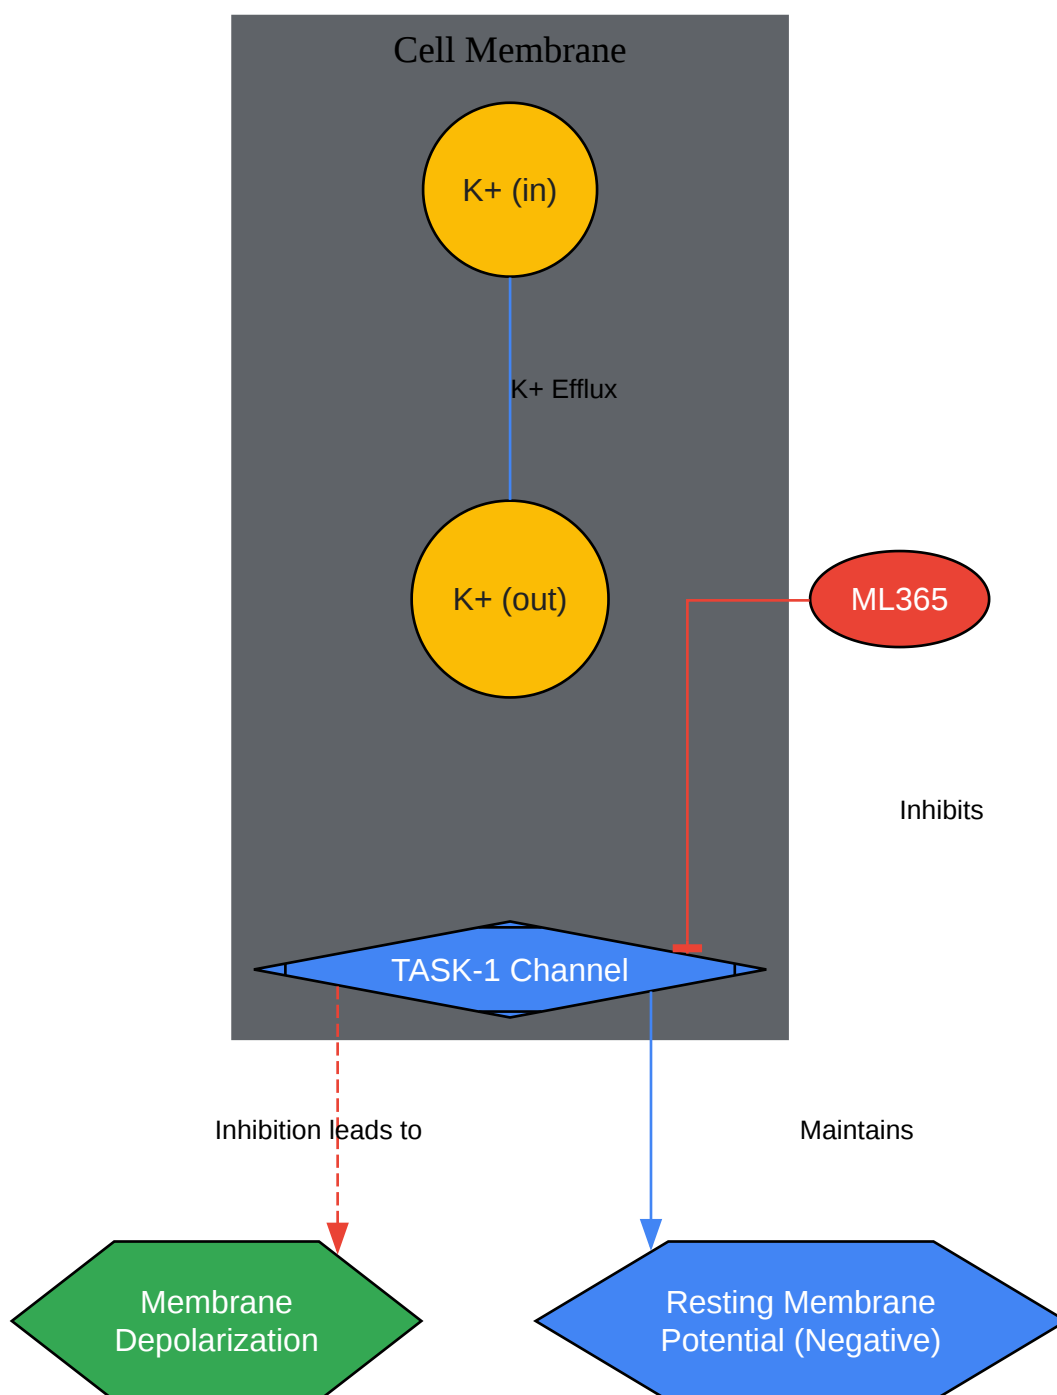 Cell Membrane
K+ (in)
K+ Efflux
K+ (out)
ML365
Inhibits
TASK-1 Channel
Inhibition leads to
Maintains
Membrane
Depolarization
Resting Membrane
Potential (Negative)